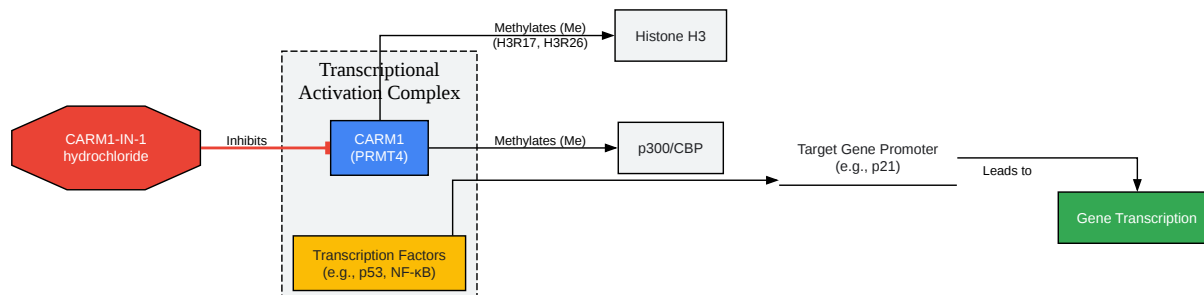 Methylates (Me)
(H3R17, H3R26)
Histone H3
Transcriptional
Activation Complex
CARM1-IN-1
hydrochloride
Inhibits
CARM1
(PRMT4)
Methylates (Me)
p300/CBP
Target Gene Promoter
(e.g., p21)
Leads to
Gene Transcription
Transcription Factors
(e.g., p53, NF-κB)